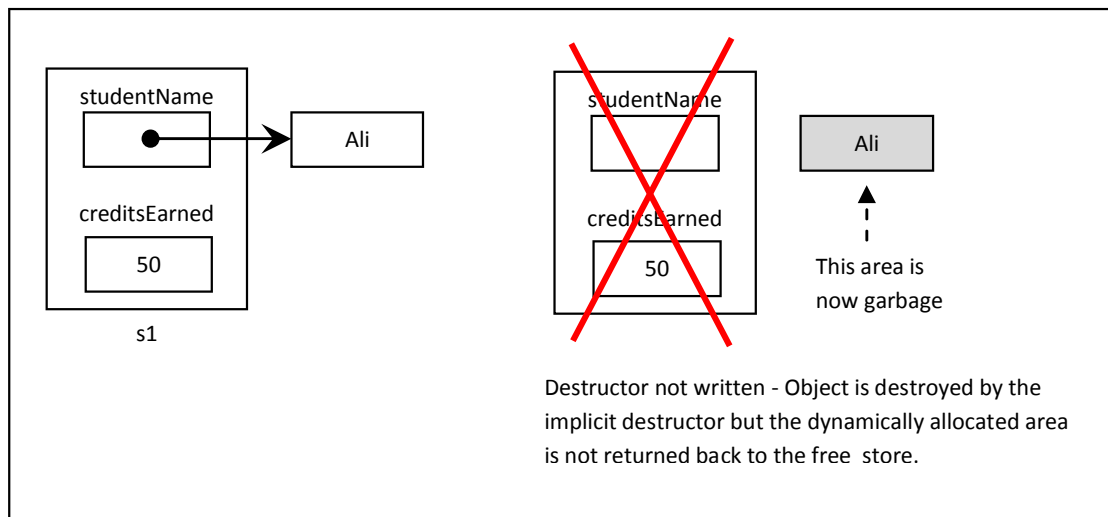 studentName
Ali
creditsEarned
50
s1
studentName
Ali
creditsEarned
50
This area is
now garbage
Destructor not written - Object is destroyed by the
implicit destructor but the dynamically allocated area
is not returned back to the free store.